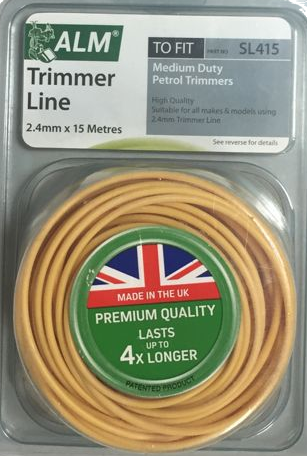 ALM®
Trimmer
Line
2.4mm x 15 Metres
TO FIT PART NO SL415
Medium Duty
Petrol Trimmers
High Quality
Suitable for all makes & models using
2.4mm Trimmer Line
See reverse for details
MADE IN THE UK
PREMIUM QUALITY
LASTS
UP TO
4x LONGER
PATENTED PRODUCT